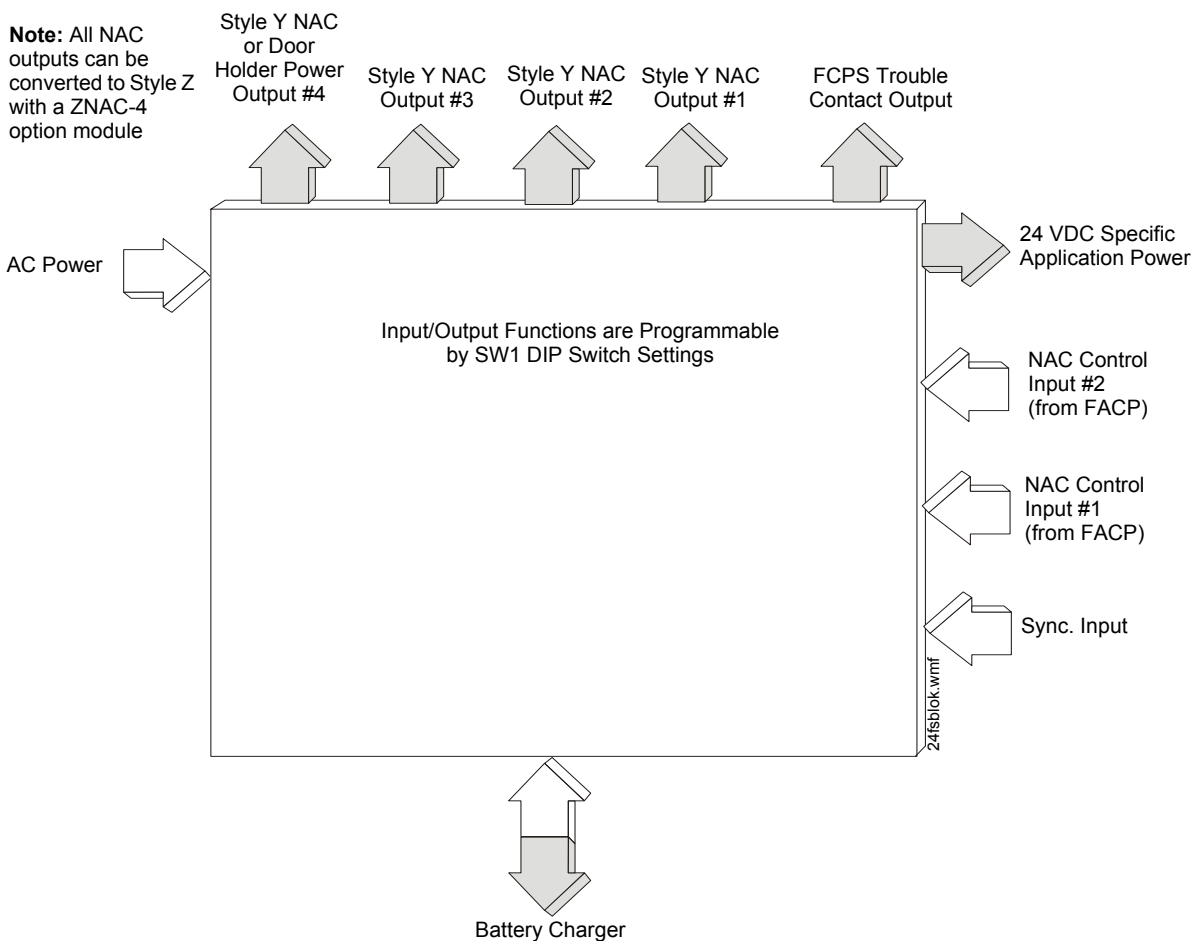 Note: All NAC
outputs can be
converted to Style Z
with a ZNAC-4
option module
Style Y NAC
or Door
Holder Power
Output #4
Style Y NAC
Output #3
Style Y NAC
Output #2
Style Y NAC
Output #1
FCPS Trouble
Contact Output
AC Power
24 VDC Specific
Application Power
Input/Output Functions are Programmable
by SW1 DIP Switch Settings
NAC Control
Input #2
(from FACP)
NAC Control
Input #1
(from FACP)
Sync. Input
24fsblok.wmf
Battery Charger